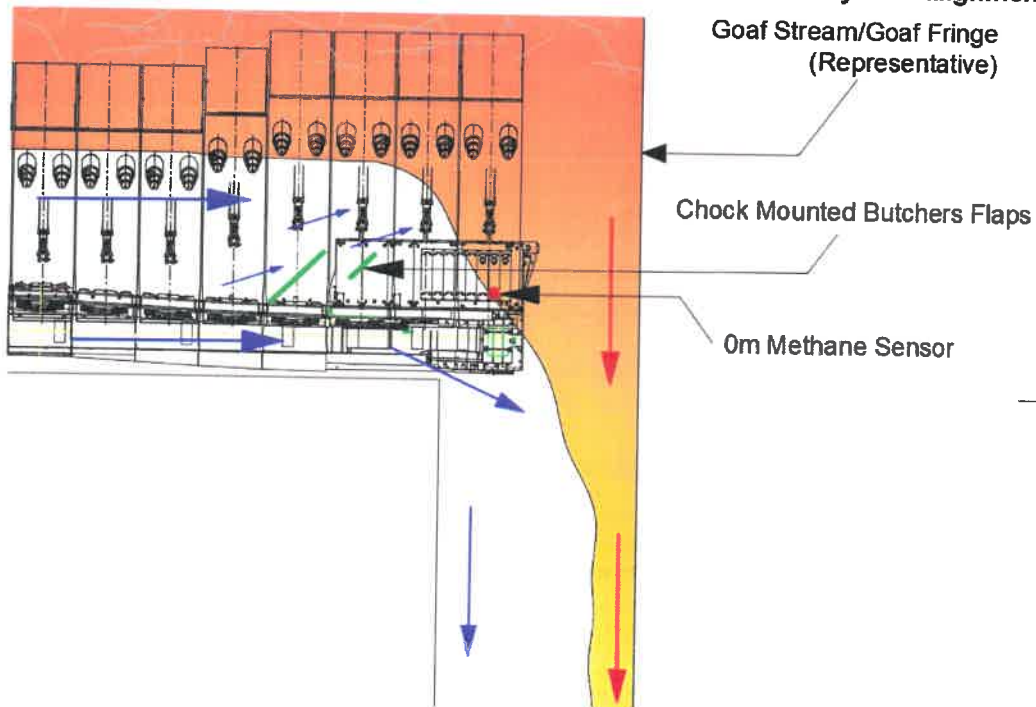 Goaf Stream/Goaf Fringe
(Representative)
Chock Mounted Butchers Flaps
0m Methane Sensor